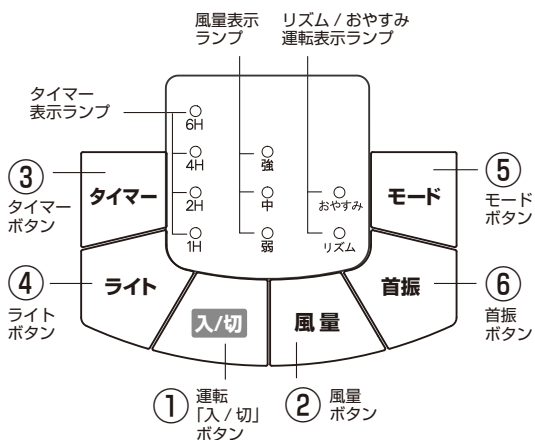 風量表示
ランプ
リズム / おやすみ
運転表示ランプ
タイマー
表示ランプ
6H
4H
2H
1H
強
中
弱
おやすみ
リズム
③
タイマー
ボタン
タイマー
モード
⑤
モード
ボタン
④
ライト
ボタン
ライト
入/切
風量
首振
⑥
首振
ボタン
①
運転
「入 / 切」
ボタン
②
風量
ボタン